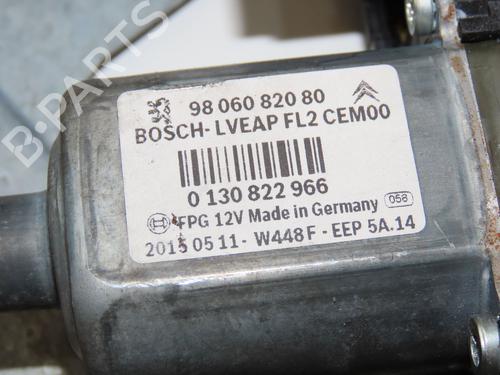 98 060 820 80
BOSCH- LVEAP FL2 CEM00
0 130 822 966
FPG 12V Made in Germany 058
2015 05 11 - W448F - EEP 5A.14
B-PARTS